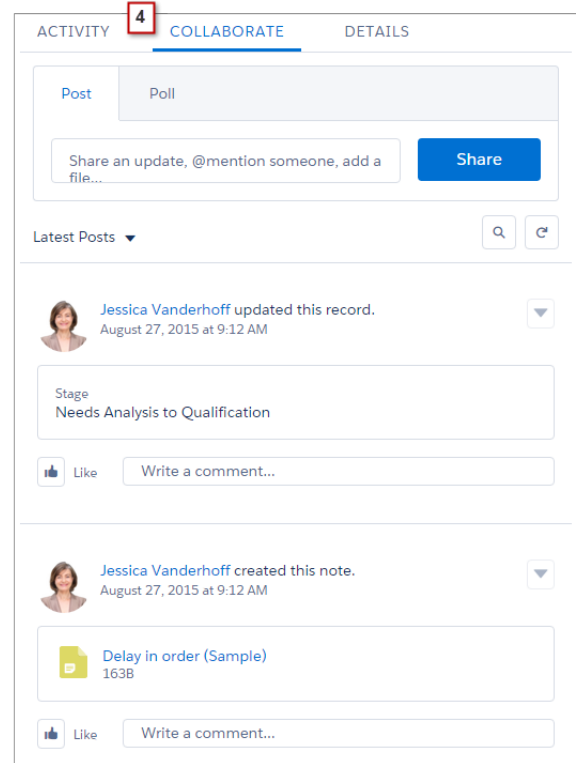 ACTIVITY 4 COLLABORATE DETAILS
Post Poll
Share an update, @mention someone, add a
file...
Share
Latest Posts
Jessica Vanderhoff updated this record.
August 27, 2015 at 9:12 AM
Stage
Needs Analysis to Qualification
Like Write a comment...
Jessica Vanderhoff created this note.
August 27, 2015 at 9:12 AM
Delay in order (Sample)
163B
Like Write a comment...